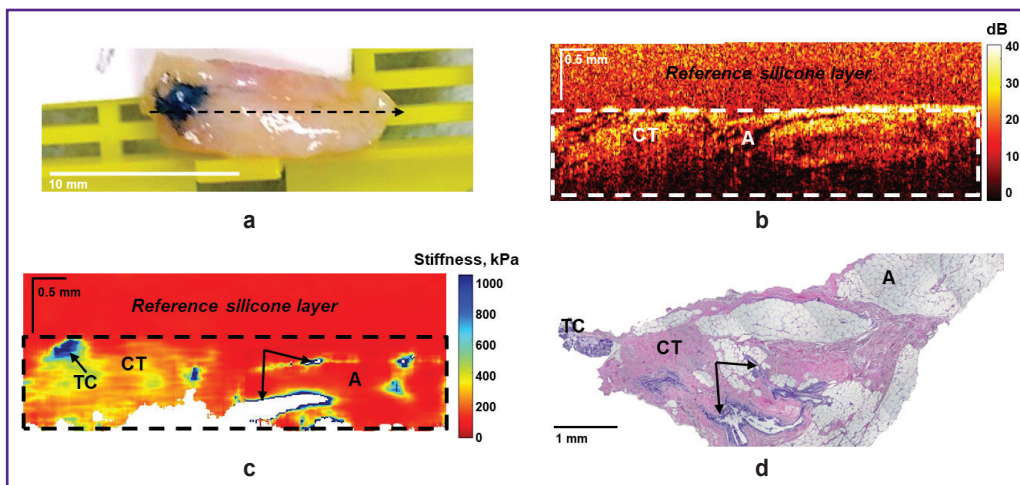 10 mm
a
dB
40
30
20
10
0
0.5 mm
Reference silicone layer
CT
A
b
Stiffness, kPa
1000
800
600
400
200
0
0.5 mm
Reference silicone layer
TC
CT
A
c
TC
CT
A
1 mm
d